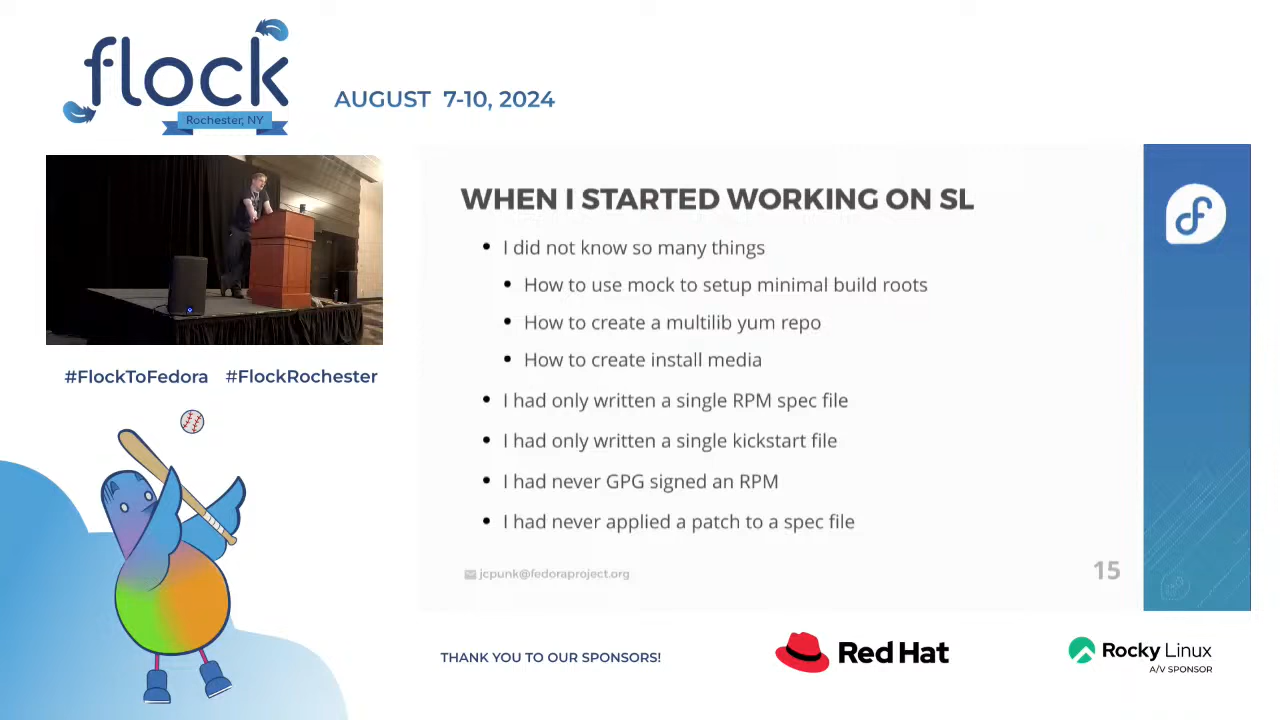 flock
Rochester, NY
AUGUST 7-10, 2024
#FlockToFedora #FlockRochester
WHEN I STARTED WORKING ON SL
I did not know so many things
How to use mock to setup minimal build roots
How to create a multilib yum repo
How to create install media
I had only written a single RPM spec file
I had only written a single kickstart file
I had never GPG signed an RPM
I had never applied a patch to a spec file
jcpunk@fedoraproject.org
15
THANK YOU TO OUR SPONSORS!
Red Hat
Rocky Linux
A/V SPONSOR